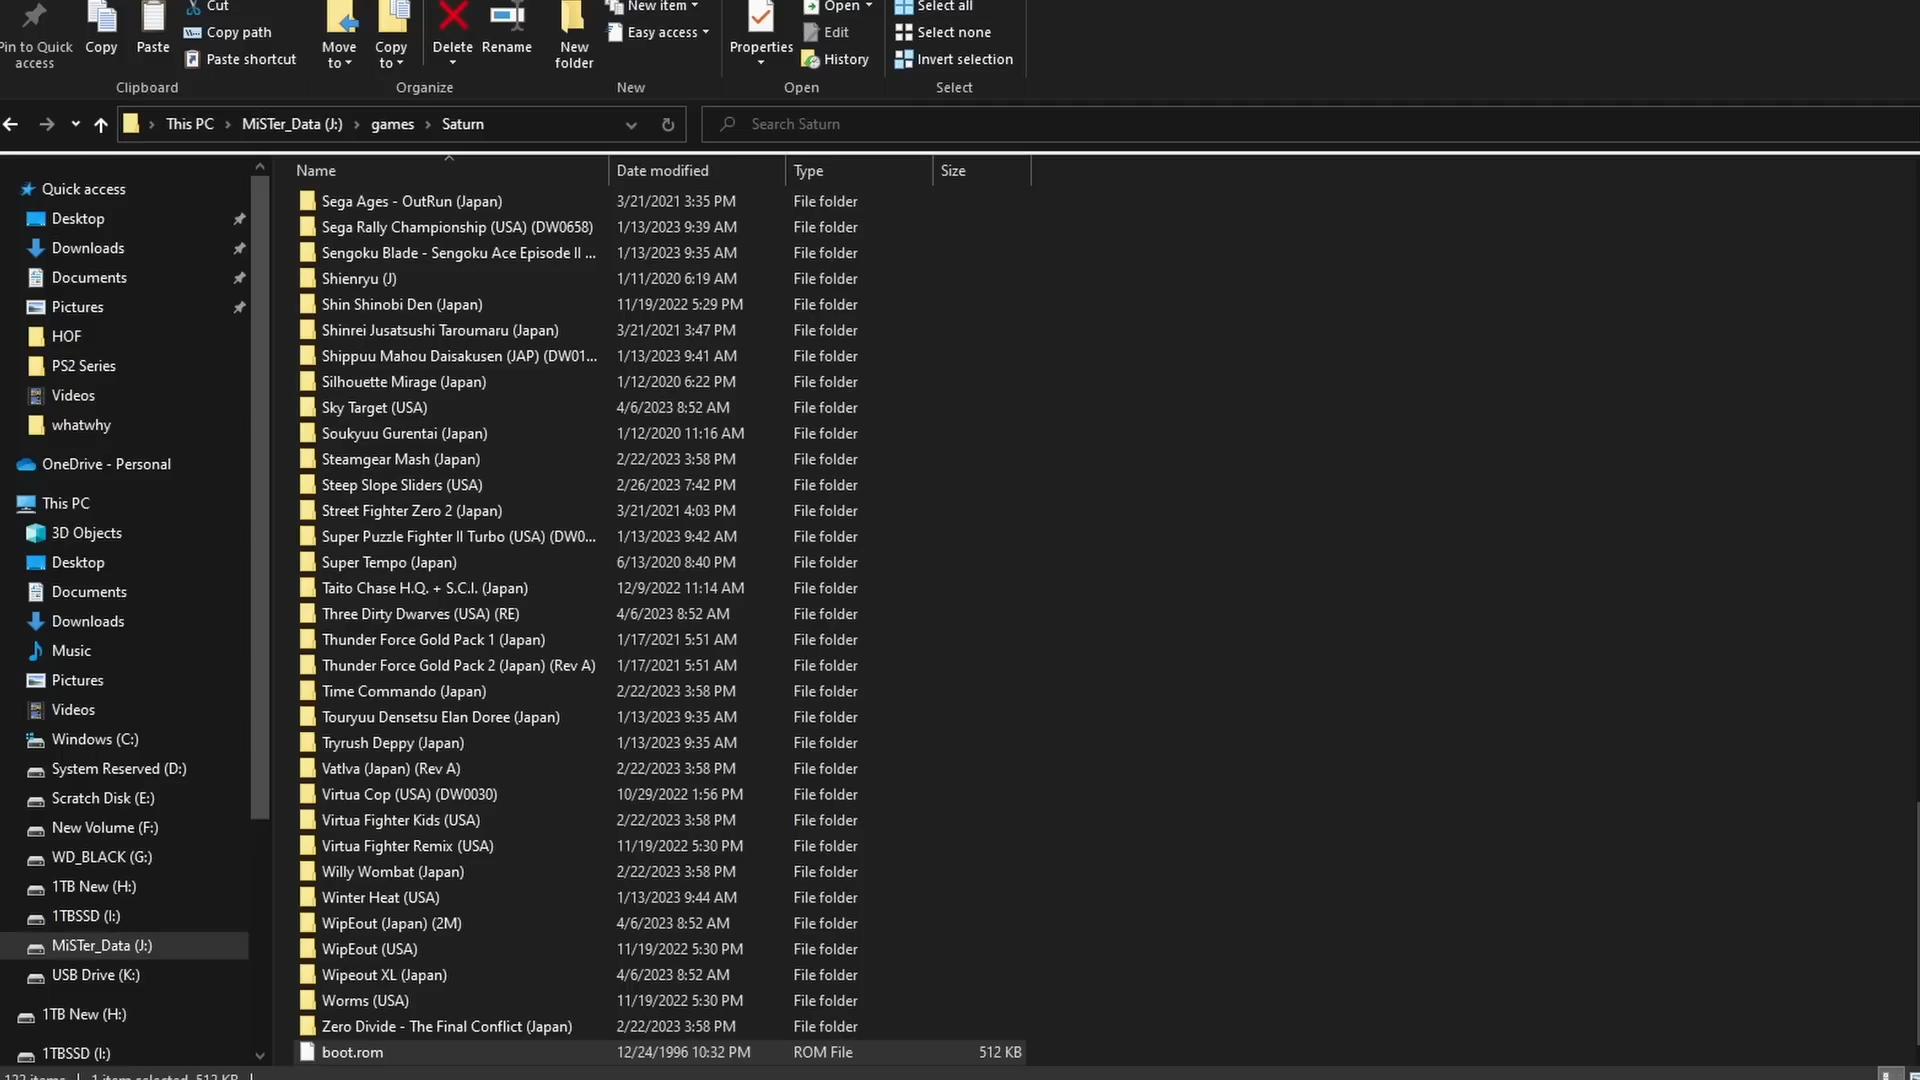 Cut
New item
Open
Select all
Copy path
Easy access
Edit
Select none
Pin to Quick access
Copy
Paste
Paste shortcut
Move to
Copy to
Delete
Rename
New folder
Properties
History
Invert selection
Clipboard
Organize
New
Open
Select
This PC
MiSTer_Data (J:)
games
Saturn
Search Saturn
Name
Date modified
Type
Size
Quick access
Desktop
Downloads
Documents
Pictures
HOF
PS2 Series
Videos
whatwhy
OneDrive - Personal
This PC
3D Objects
Desktop
Documents
Downloads
Music
Pictures
Videos
Windows (C:)
System Reserved (D:)
Scratch Disk (E:)
New Volume (F:)
WD_BLACK (G:)
1TB New (H:)
1TBSSD (I:)
MiSTer_Data (J:)
USB Drive (K:)
1TB New (H:)
1TBSSD (I:)
Sega Ages - OutRun (Japan) 3/21/2021 3:35 PM File folder
Sega Rally Championship (USA) (DW0658) 1/13/2023 9:39 AM File folder
Sengoku Blade - Sengoku Ace Episode II ... 1/13/2023 9:35 AM File folder
Shienryu (J) 1/11/2020 6:19 AM File folder
Shin Shinobi Den (Japan) 11/19/2022 5:29 PM File folder
Shinrei Jusatsushi Taroumaru (Japan) 3/21/2021 3:47 PM File folder
Shippuu Mahou Daisakusen (JAP) (DW01... 1/13/2023 9:41 AM File folder
Silhouette Mirage (Japan) 1/12/2020 6:22 PM File folder
Sky Target (USA) 4/6/2023 8:52 AM File folder
Soukyuu Gurentai (Japan) 1/12/2020 11:16 AM File folder
Steamgear Mash (Japan) 2/22/2023 3:58 PM File folder
Steep Slope Sliders (USA) 2/26/2023 7:42 PM File folder
Street Fighter Zero 2 (Japan) 3/21/2021 4:03 PM File folder
Super Puzzle Fighter II Turbo (USA) (DW0... 1/13/2023 9:42 AM File folder
Super Tempo (Japan) 6/13/2020 8:40 PM File folder
Taito Chase H.Q. + S.C.I. (Japan) 12/9/2022 11:14 AM File folder
Three Dirty Dwarves (USA) (RE) 4/6/2023 8:52 AM File folder
Thunder Force Gold Pack 1 (Japan) 1/17/2021 5:51 AM File folder
Thunder Force Gold Pack 2 (Japan) (Rev A) 1/17/2021 5:51 AM File folder
Time Commando (Japan) 2/22/2023 3:58 PM File folder
Touryuu Densetsu Elan Doree (Japan) 1/13/2023 9:35 AM File folder
Tryrush Deppy (Japan) 1/13/2023 9:35 AM File folder
Vatlva (Japan) (Rev A) 2/22/2023 3:58 PM File folder
Virtua Cop (USA) (DW0030) 10/29/2022 1:56 PM File folder
Virtua Fighter Kids (USA) 2/22/2023 3:58 PM File folder
Virtua Fighter Remix (USA) 11/19/2022 5:30 PM File folder
Willy Wombat (Japan) 2/22/2023 3:58 PM File folder
Winter Heat (USA) 1/13/2023 9:44 AM File folder
WipEout (Japan) (2M) 4/6/2023 8:52 AM File folder
WipEout (USA) 11/19/2022 5:30 PM File folder
Wipeout XL (Japan) 4/6/2023 8:52 AM File folder
Worms (USA) 11/19/2022 5:30 PM File folder
Zero Divide - The Final Conflict (Japan) 2/22/2023 3:58 PM File folder
boot.rom 12/24/1996 10:32 PM ROM File 512 KB
items 1 item selected 512 KB